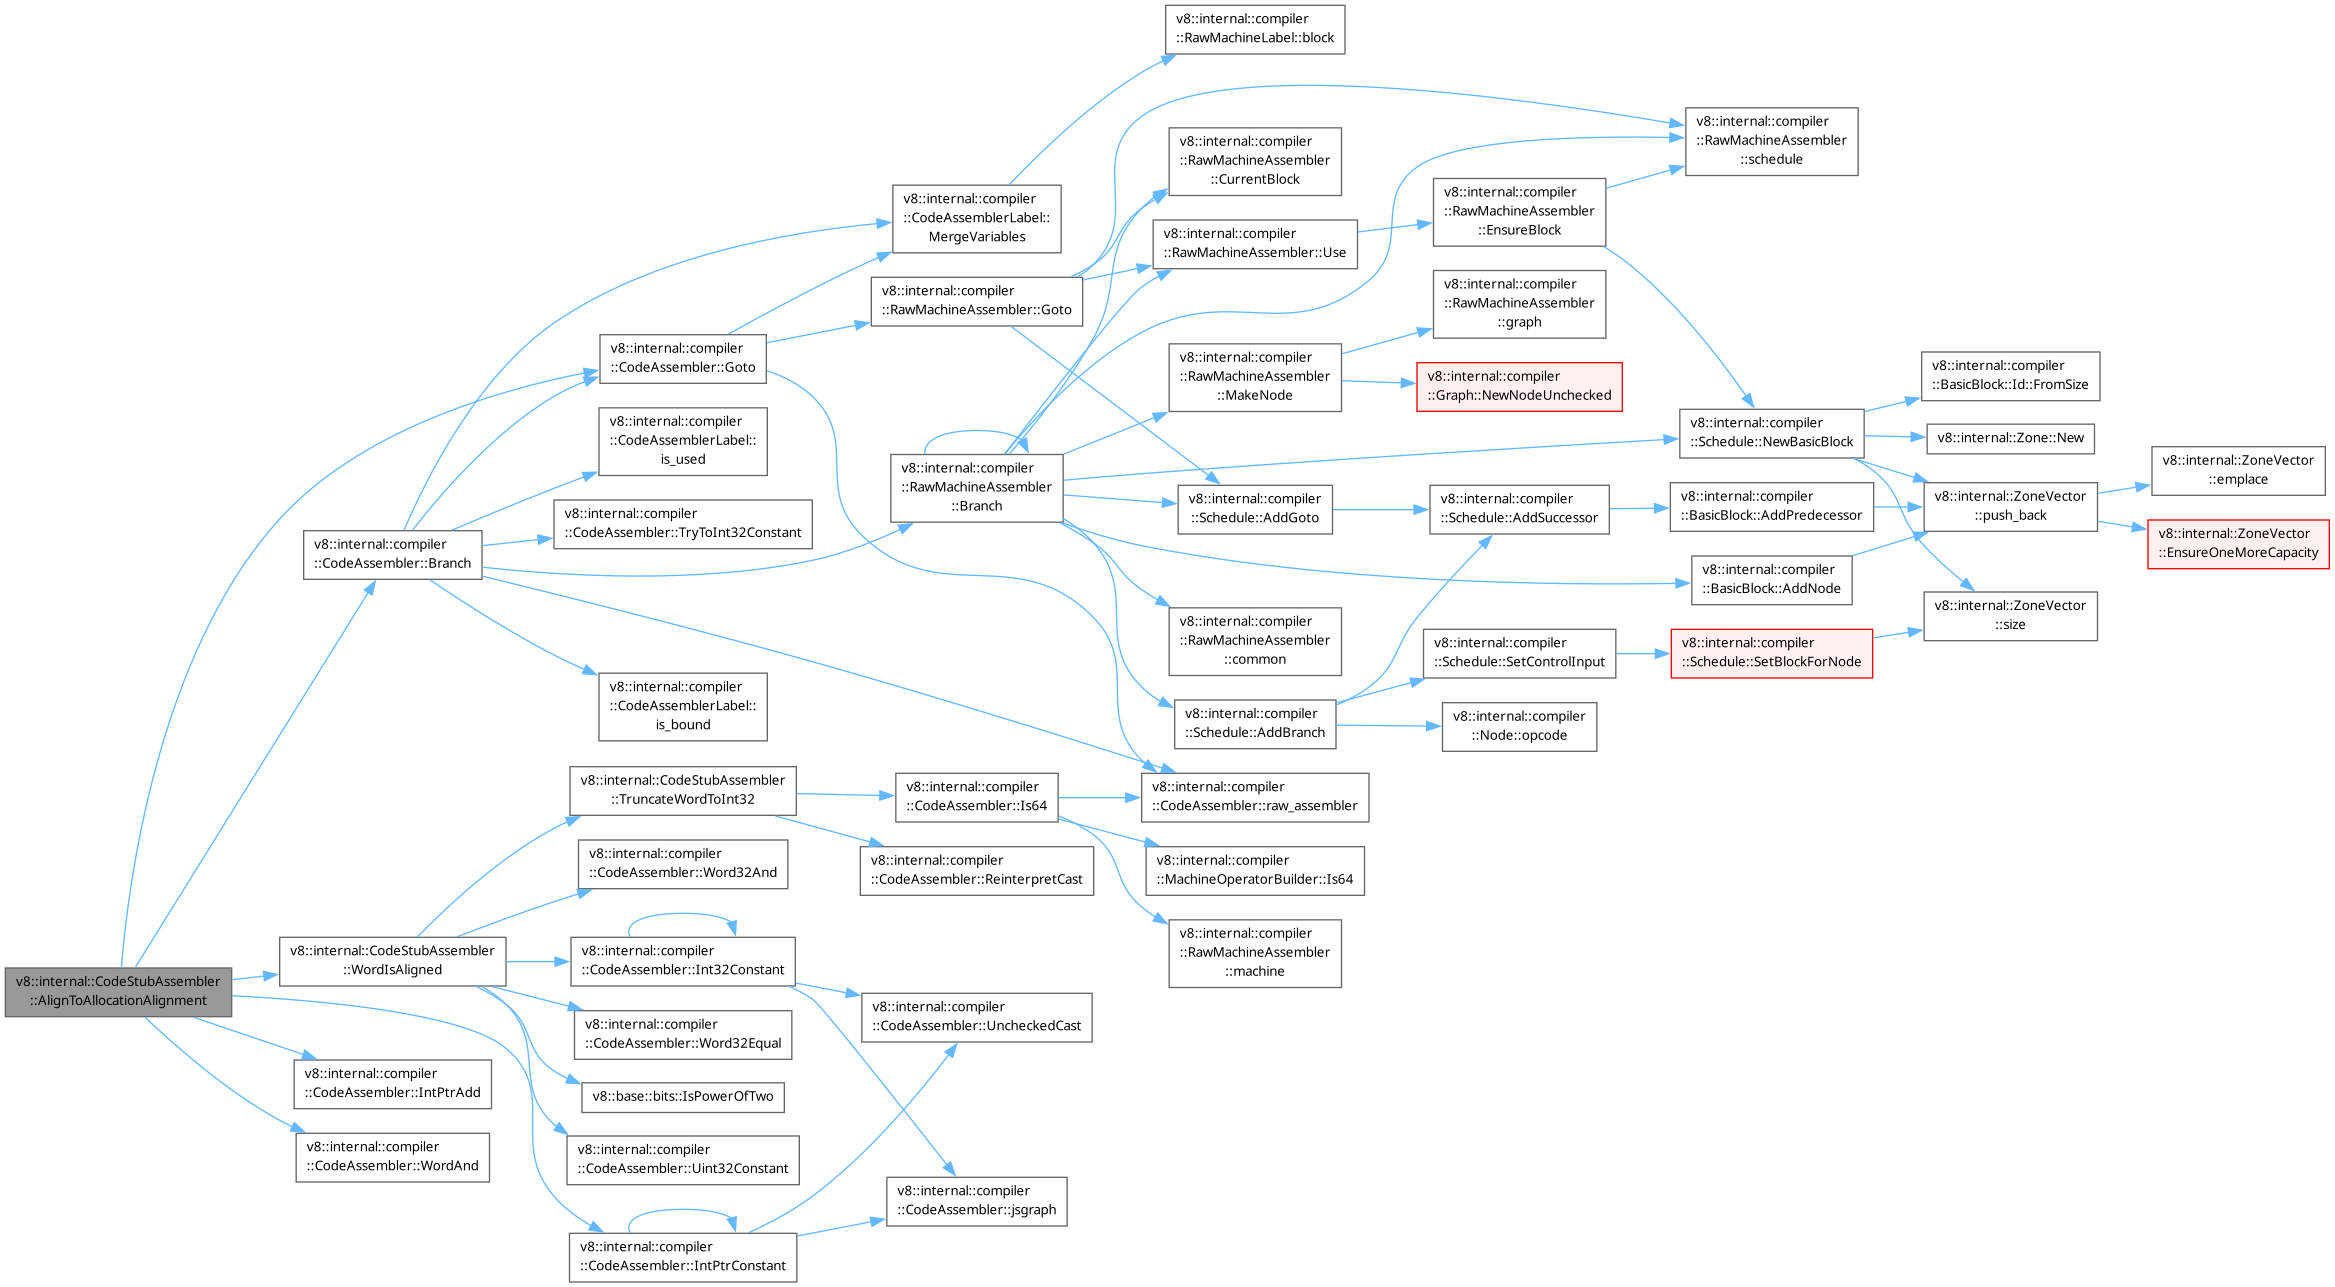 v8::internal::compiler
::RawMachineLabel::block
v8::internal::compiler
::RawMachineAssembler
::schedule
v8::internal::compiler
::RawMachineAssembler
::CurrentBlock
v8::internal::compiler
::CodeAssemblerLabel::
MergeVariables
v8::internal::compiler
::RawMachineAssembler
::EnsureBlock
v8::internal::compiler
::RawMachineAssembler::Use
v8::internal::compiler
::RawMachineAssembler::Goto
v8::internal::compiler
::RawMachineAssembler
::graph
v8::internal::compiler
::CodeAssembler::Goto
v8::internal::compiler
::RawMachineAssembler
::MakeNode
v8::internal::compiler
::Graph::NewNodeUnchecked
v8::internal::compiler
::BasicBlock::Id::FromSize
v8::internal::compiler
::CodeAssemblerLabel::
is_used
v8::internal::compiler
::Schedule::NewBasicBlock
v8::internal::Zone::New
v8::internal::ZoneVector
::emplace
v8::internal::compiler
::RawMachineAssembler
::Branch
v8::internal::compiler
::Schedule::AddGoto
v8::internal::compiler
::Schedule::AddSuccessor
v8::internal::compiler
::BasicBlock::AddPredecessor
v8::internal::ZoneVector
::push_back
v8::internal::compiler
::CodeAssembler::TryToInt32Constant
v8::internal::ZoneVector
::EnsureOneMoreCapacity
v8::internal::compiler
::CodeAssembler::Branch
v8::internal::compiler
::BasicBlock::AddNode
v8::internal::ZoneVector
::size
v8::internal::compiler
::RawMachineAssembler
::common
v8::internal::compiler
::Schedule::SetControlInput
v8::internal::compiler
::Schedule::SetBlockForNode
v8::internal::compiler
::CodeAssemblerLabel::
is_bound
v8::internal::compiler
::Schedule::AddBranch
v8::internal::compiler
::Node::opcode
v8::internal::CodeStubAssembler
::TruncateWordToInt32
v8::internal::compiler
::CodeAssembler::Is64
v8::internal::compiler
::CodeAssembler::raw_assembler
v8::internal::compiler
::CodeAssembler::Word32And
v8::internal::compiler
::CodeAssembler::ReinterpretCast
v8::internal::compiler
::MachineOperatorBuilder::Is64
v8::internal::compiler
::RawMachineAssembler
::machine
v8::internal::CodeStubAssembler
::WordIsAligned
v8::internal::compiler
::CodeAssembler::Int32Constant
v8::internal::CodeStubAssembler
::AlignToAllocationAlignment
v8::internal::compiler
::CodeAssembler::UncheckedCast
v8::internal::compiler
::CodeAssembler::Word32Equal
v8::internal::compiler
::CodeAssembler::IntPtrAdd
v8::base::bits::IsPowerOfTwo
v8::internal::compiler
::CodeAssembler::WordAnd
v8::internal::compiler
::CodeAssembler::Uint32Constant
v8::internal::compiler
::CodeAssembler::jsgraph
v8::internal::compiler
::CodeAssembler::IntPtrConstant